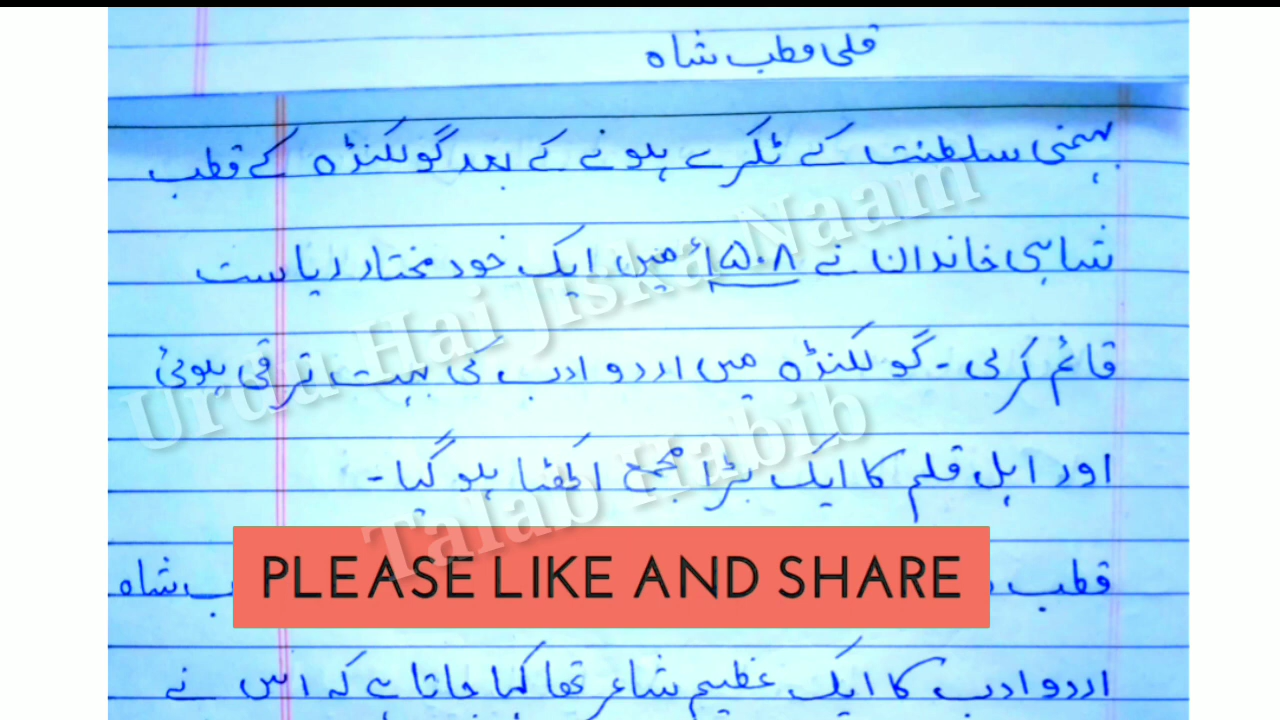 قلی قطب شاہ
بہمنی سلطنت کے ٹکرے ہونے کے بعد گولکنڈہ کے قطب
شاہی خاندان نے ۱۵۰۸ء میں ایک خود مختار ریاست
قائم کرلی - گولکنڈہ میں اردو ادب کی بہت ترقی ہوئی
اور اہل قلم کا ایک بڑا مجمع اکٹھا ہو گیا -
قطب شاہ
اردو ادب کا ایک عظیم شاعر تھا کہا جاتا ہے کہ اس نے
Urdu Hai Jiska Naam
Talab Habib
PLEASE LIKE AND SHARE